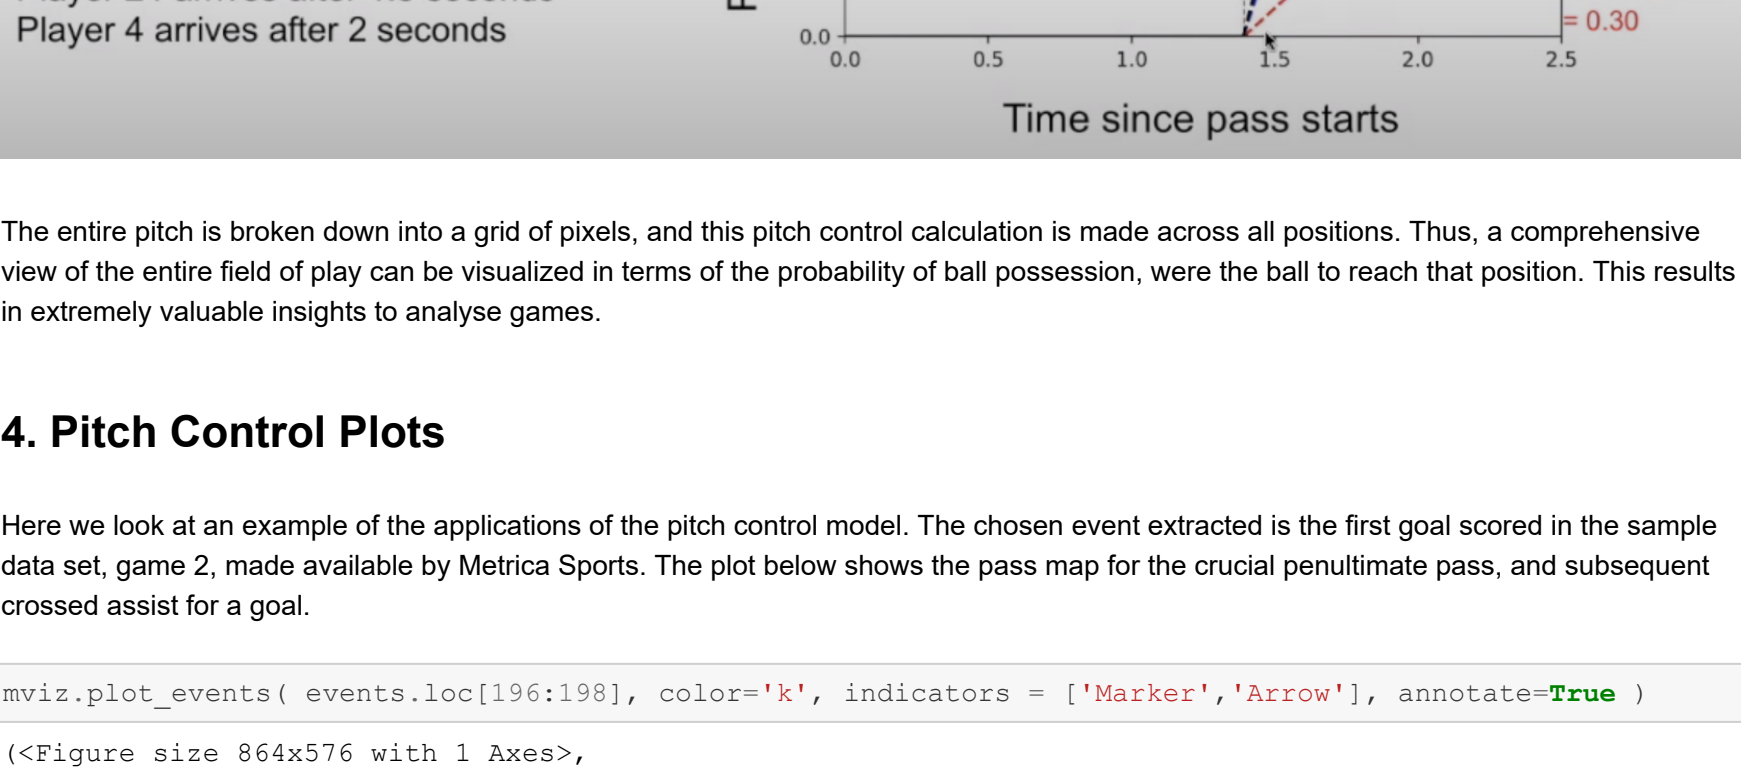 Player 4 arrives after 2 seconds
= 0.30
0.0
0.0 0.5 1.0 1.5 2.0 2.5
Time since pass starts
The entire pitch is broken down into a grid of pixels, and this pitch control calculation is made across all positions. Thus, a comprehensive
view of the entire field of play can be visualized in terms of the probability of ball possession, were the ball to reach that position. This results
in extremely valuable insights to analyse games.
4. Pitch Control Plots
Here we look at an example of the applications of the pitch control model. The chosen event extracted is the first goal scored in the sample
data set, game 2, made available by Metrica Sports. The plot below shows the pass map for the crucial penultimate pass, and subsequent
crossed assist for a goal.
mviz.plot_events( events.loc[196:198], color='k', indicators = ['Marker','Arrow'], annotate=True )
(<Figure size 864x576 with 1 Axes>,